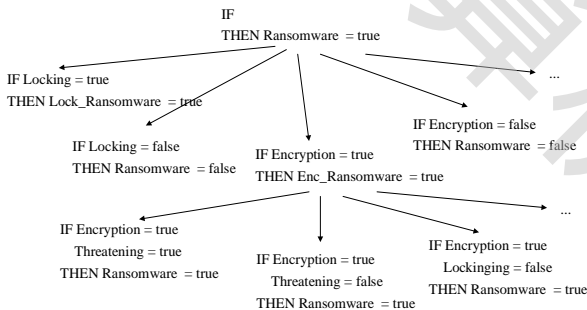 IF
THEN Ransomware = true
IF Locking = true
THEN Lock_Ransomware = true
...
IF Locking = false
THEN Ransomware = false
IF Encryption = true
THEN Enc_Ransomware = true
IF Encryption = false
THEN Ransomware = false
...
IF Encryption = true
Threatening = true
THEN Ransomware = true
IF Encryption = true
Threatening = false
THEN Ransomware = true
IF Encryption = true
Lockinging = false
THEN Ransomware = true